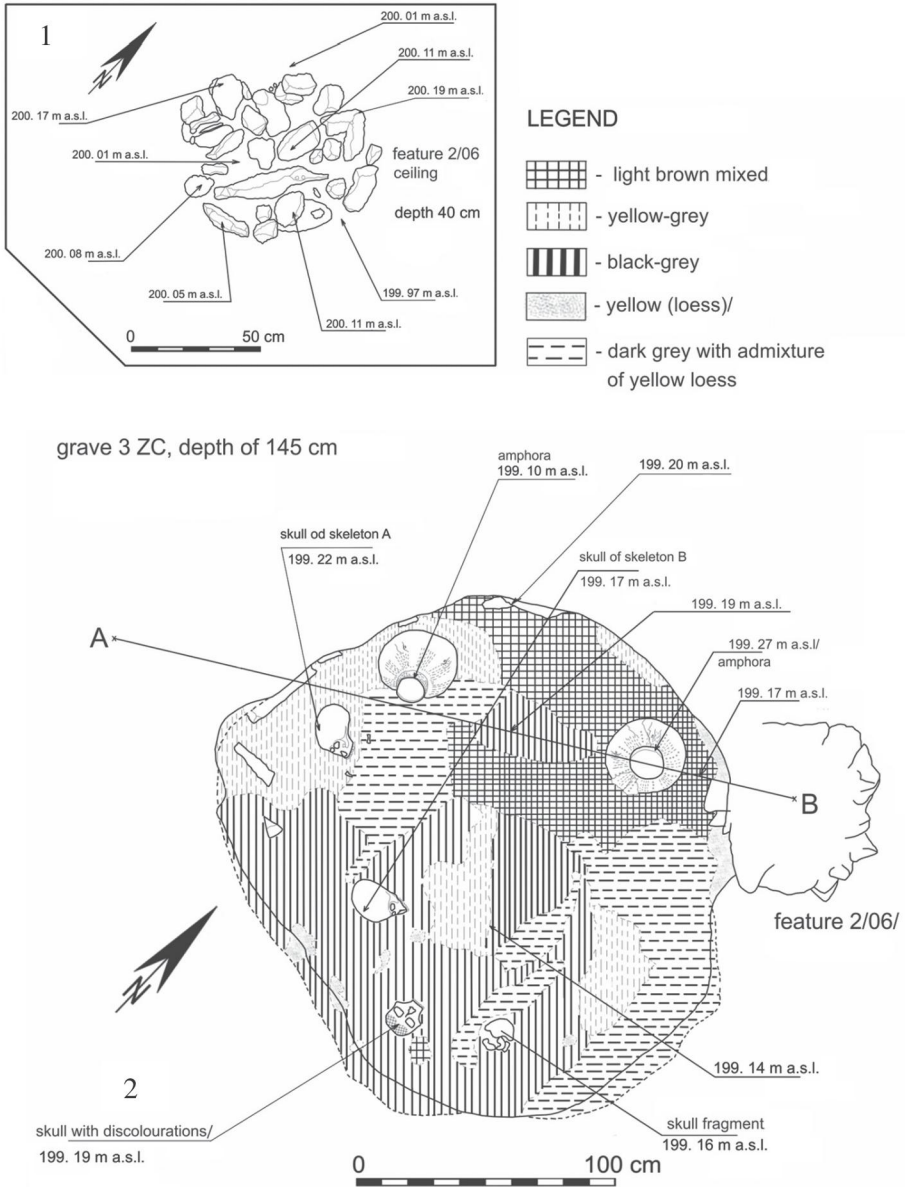 1
N
200. 01 m a.s.l.
200. 11 m a.s.l.
200. 19 m a.s.l.
200. 17 m a.s.l.
200. 01 m a.s.l.
feature 2/06
ceiling
depth 40 cm
200. 08 m a.s.l.
200. 05 m a.s.l.
199. 97 m a.s.l.
200. 11 m a.s.l.
0 50 cm
LEGEND
- light brown mixed
- yellow-grey
- black-grey
- yellow (loess)/
- dark grey with admixture
of yellow loess
grave 3 ZC, depth of 145 cm
amphora
199. 10 m a.s.l.
199. 20 m a.s.l.
skull od skeleton A
199. 22 m a.s.l.
skull of skeleton B
199. 17 m a.s.l.
199. 19 m a.s.l.
A
199. 27 m a.s.l/
amphora
199. 17 m a.s.l.
B
feature 2/06/
N
199. 14 m a.s.l.
2
skull with discolourations/
199. 19 m a.s.l.
skull fragment
199. 16 m a.s.l.
0 100 cm